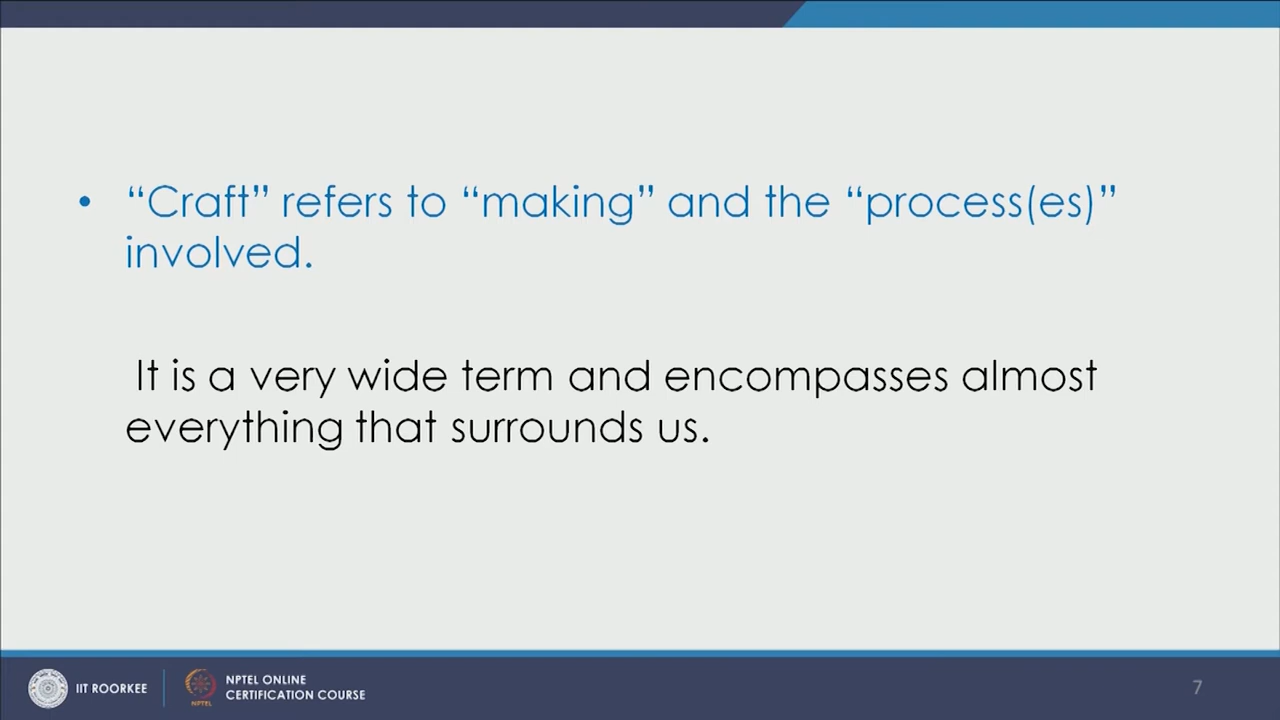 • “Craft” refers to “making” and the “process(es)”
involved.
It is a very wide term and encompasses almost
everything that surrounds us.
IIT ROORKEE
NPTEL
NPTEL ONLINE
CERTIFICATION COURSE
7